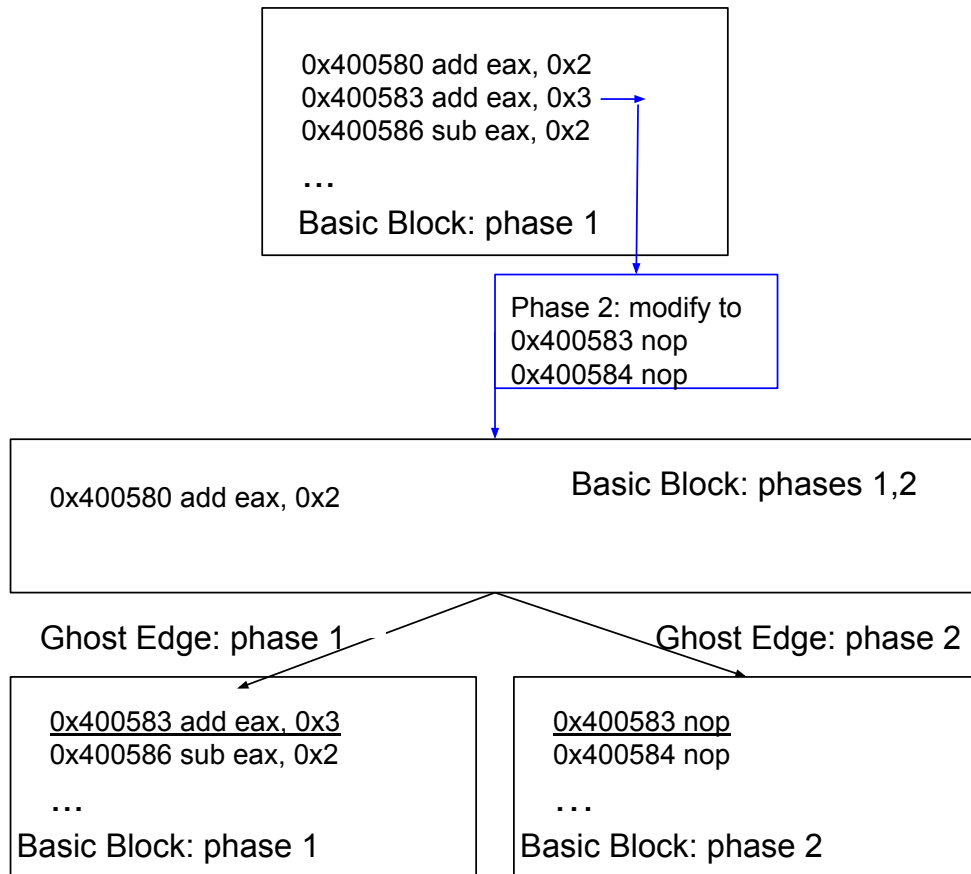 0x400580 add eax, 0x2
0x400583 add eax, 0x3
0x400586 sub eax, 0x2
...
Basic Block: phase 1
Phase 2: modify to
0x400583 nop
0x400584 nop
0x400580 add eax, 0x2
Basic Block: phases 1,2
Ghost Edge: phase 1
Ghost Edge: phase 2
0x400583 add eax, 0x3
0x400586 sub eax, 0x2
...
Basic Block: phase 1
0x400583 nop
0x400584 nop
...
Basic Block: phase 2